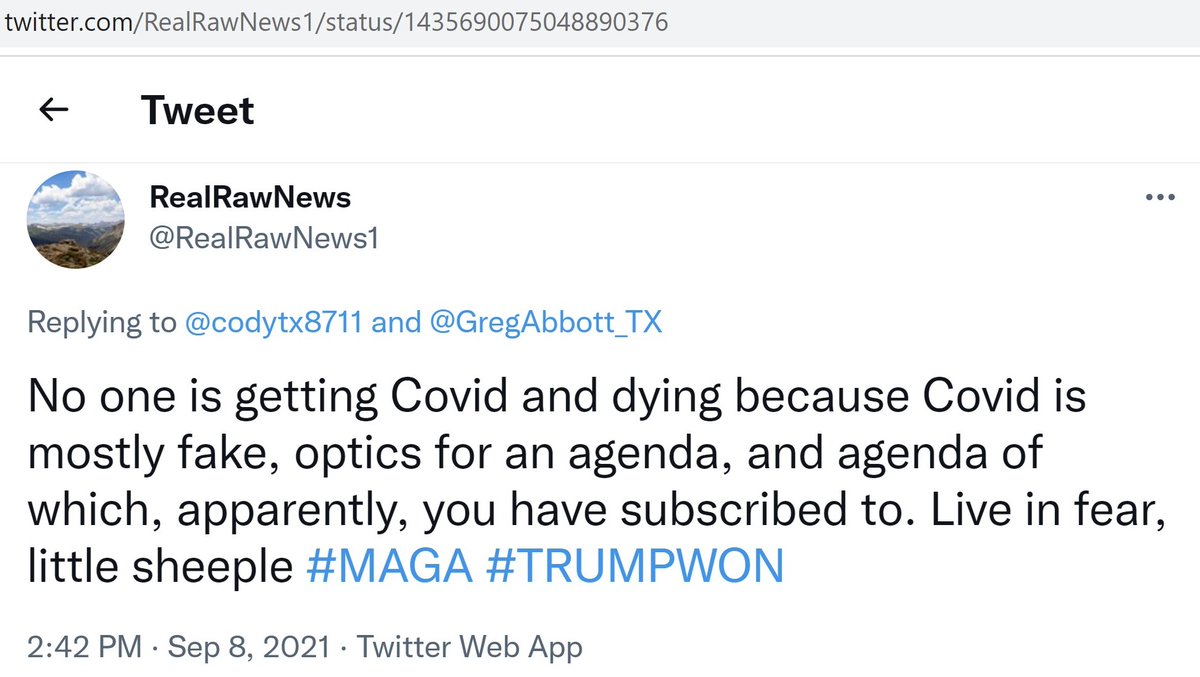 twitter.com/RealRawNews1/status/1435690075048890376
Tweet
RealRawNews
@RealRawNews1
Replying to @codytx8711 and @GregAbbott_TX
No one is getting Covid and dying because Covid is
mostly fake, optics for an agenda, and agenda of
which, apparently, you have subscribed to. Live in fear,
little sheeple #MAGA #TRUMPWON
2:42 PM · Sep 8, 2021 · Twitter Web App